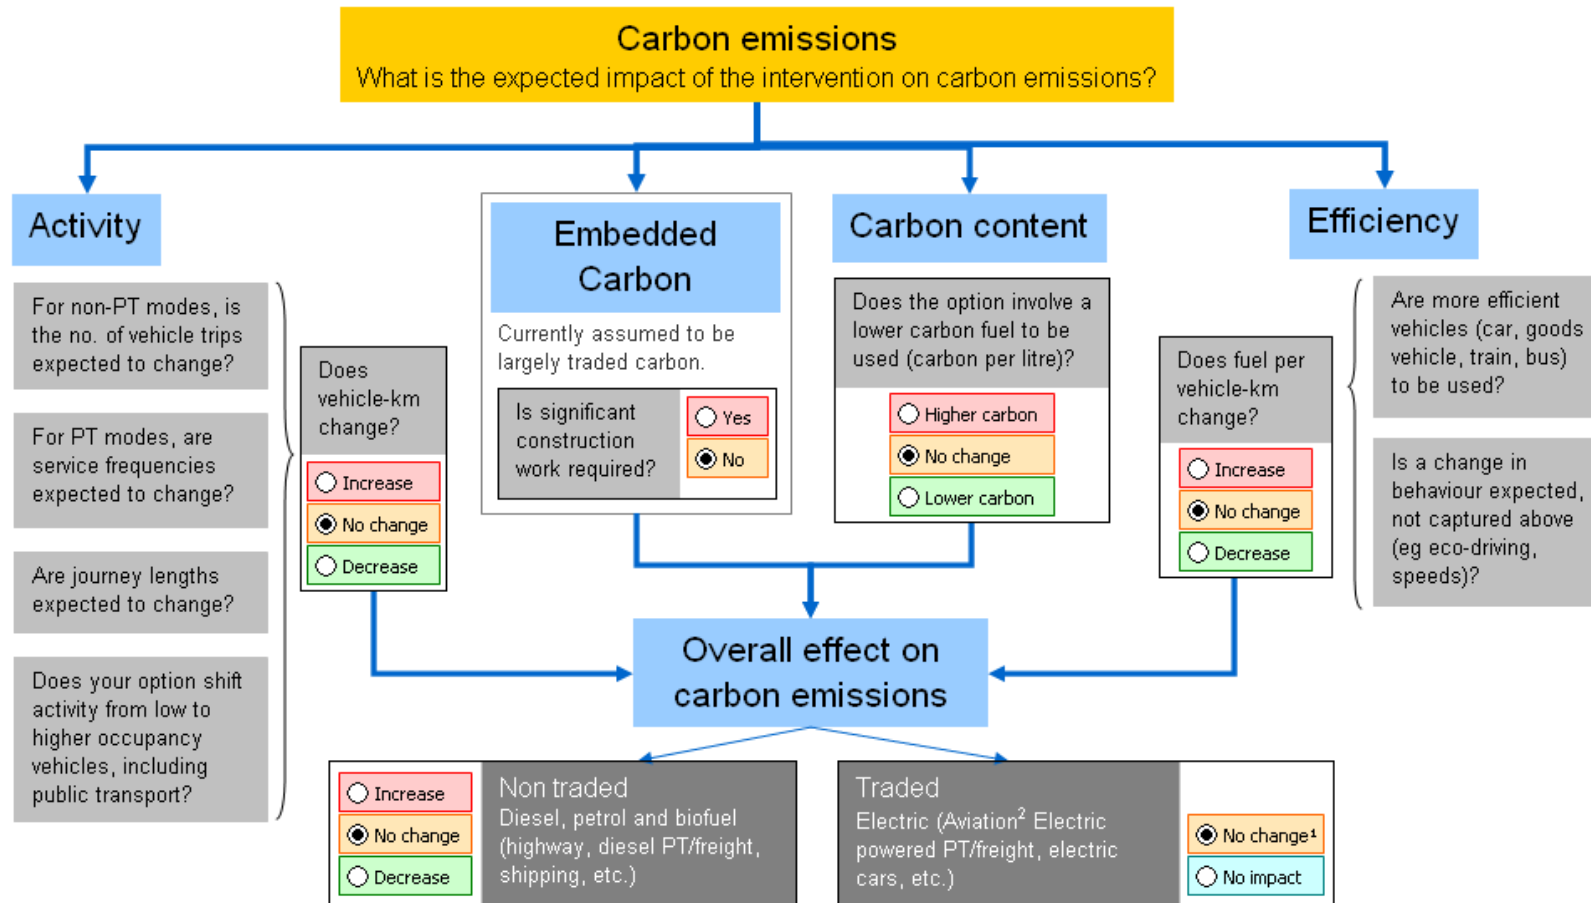 Carbon emissions
What is the expected impact of the intervention on carbon emissions?
Activity
For non-PT modes, is
the no. of vehicle trips
expected to change?
For PT modes, are
service frequencies
expected to change?
Are journey lengths
expected to change?
Does your option shift
activity from low to
higher occupancy
vehicles, including
public transport?
Does
vehicle-km
change?
Increase
No change
Decrease
Embedded
Carbon
Currently assumed to be
largely traded carbon.
Is significant
construction
work required?
Yes
No
Carbon content
Does the option involve a
lower carbon fuel to be
used (carbon per litre)?
Higher carbon
No change
Lower carbon
Efficiency
Does fuel per
vehicle-km
change?
Increase
No change
Decrease
Are more efficient
vehicles (car, goods
vehicle, train, bus)
to be used?
Is a change in
behaviour expected,
not captured above
(eg eco-driving,
speeds)?
Overall effect on
carbon emissions
Increase
No change
Decrease
Non traded
Diesel, petrol and biofuel
(highway, diesel PT/freight,
shipping, etc.)
Traded
Electric (Aviation² Electric
powered PT/freight, electric
cars, etc.)
No change¹
No impact